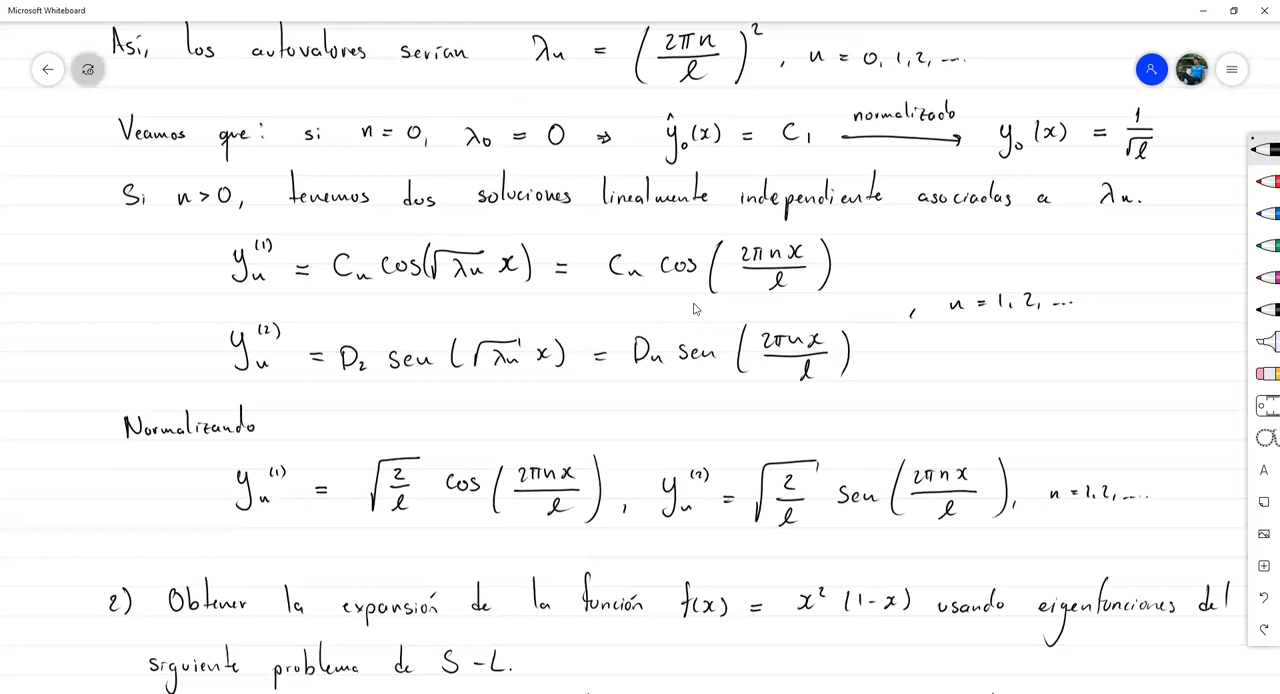 Microsoft Whiteboard
Así, los autovalores serían λn = (2πn/l)², n = 0, 1, 2, ...
Veamos que: si n=0, λ₀ = 0 ⇒ ŷ₀(x) = C₁ normalizado → y₀(x) = 1/√l
Si n>0, tenemos dos soluciones linealmente independiente asociadas a λn.
yn⁽¹⁾ = Cn cos(√λn x) = Cn cos(2πnx/l)
, n = 1, 2, ...
yn⁽²⁾ = D₂ sen(√λn x) = Dn sen(2πnx/l)
Normalizando
yn⁽¹⁾ = √(2/l) cos(2πnx/l), yn⁽²⁾ = √(2/l) sen(2πnx/l), n = 1, 2, ....
2) Obtener la expansión de la función f(x) = x² (1-x) usando eigenfunciones del
siguiente problema de S-L.